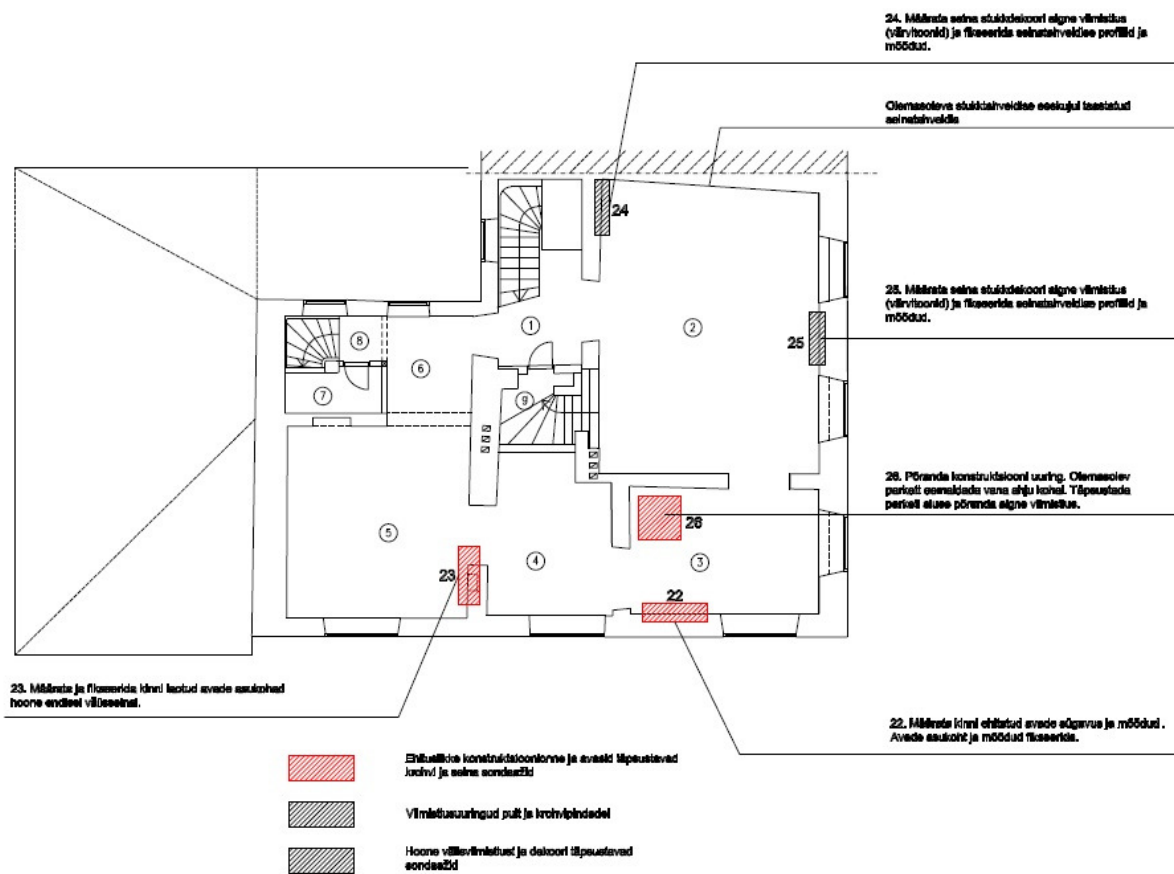 24. Määrata seina stukkdekoori algne viimistlus
(värvitoonid) ja fikseerida seinatahveldise profiilid ja
mõõdud.
Olemasoleva stukktahveldise eeskujul taastatud
seinatahveldis
24
25. Määrata seina stukkdekoori algne viimistlus
(värvitoonid) ja fikseerida seinatahveldise profiilid ja
mõõdud.
1
2
25
8
6
7
9
26. Põranda konstruktsiooni uuring. Olemasolev
parkett eemaldada vana ahju kohal. Täpsustada
parketi aluse põranda algne viimistlus.
26
5
4
3
23
22
23. Määrata ja fikseerida kinni laotud avade asukohad
hoone endisel välisseinal.
22. Määrata kinni ehitatud avade sügavus ja mõõdud .
Avade asukoht ja mõõdud fikseerida.
Ehituslikke konstruktsioonionne ja avasid täpsustavad
krohvi ja seina sondaažid
Viimistlusuuringud puit ja krohvipindadel
Hoone välisviimistlust ja dekoori täpsustavad
sondaažid